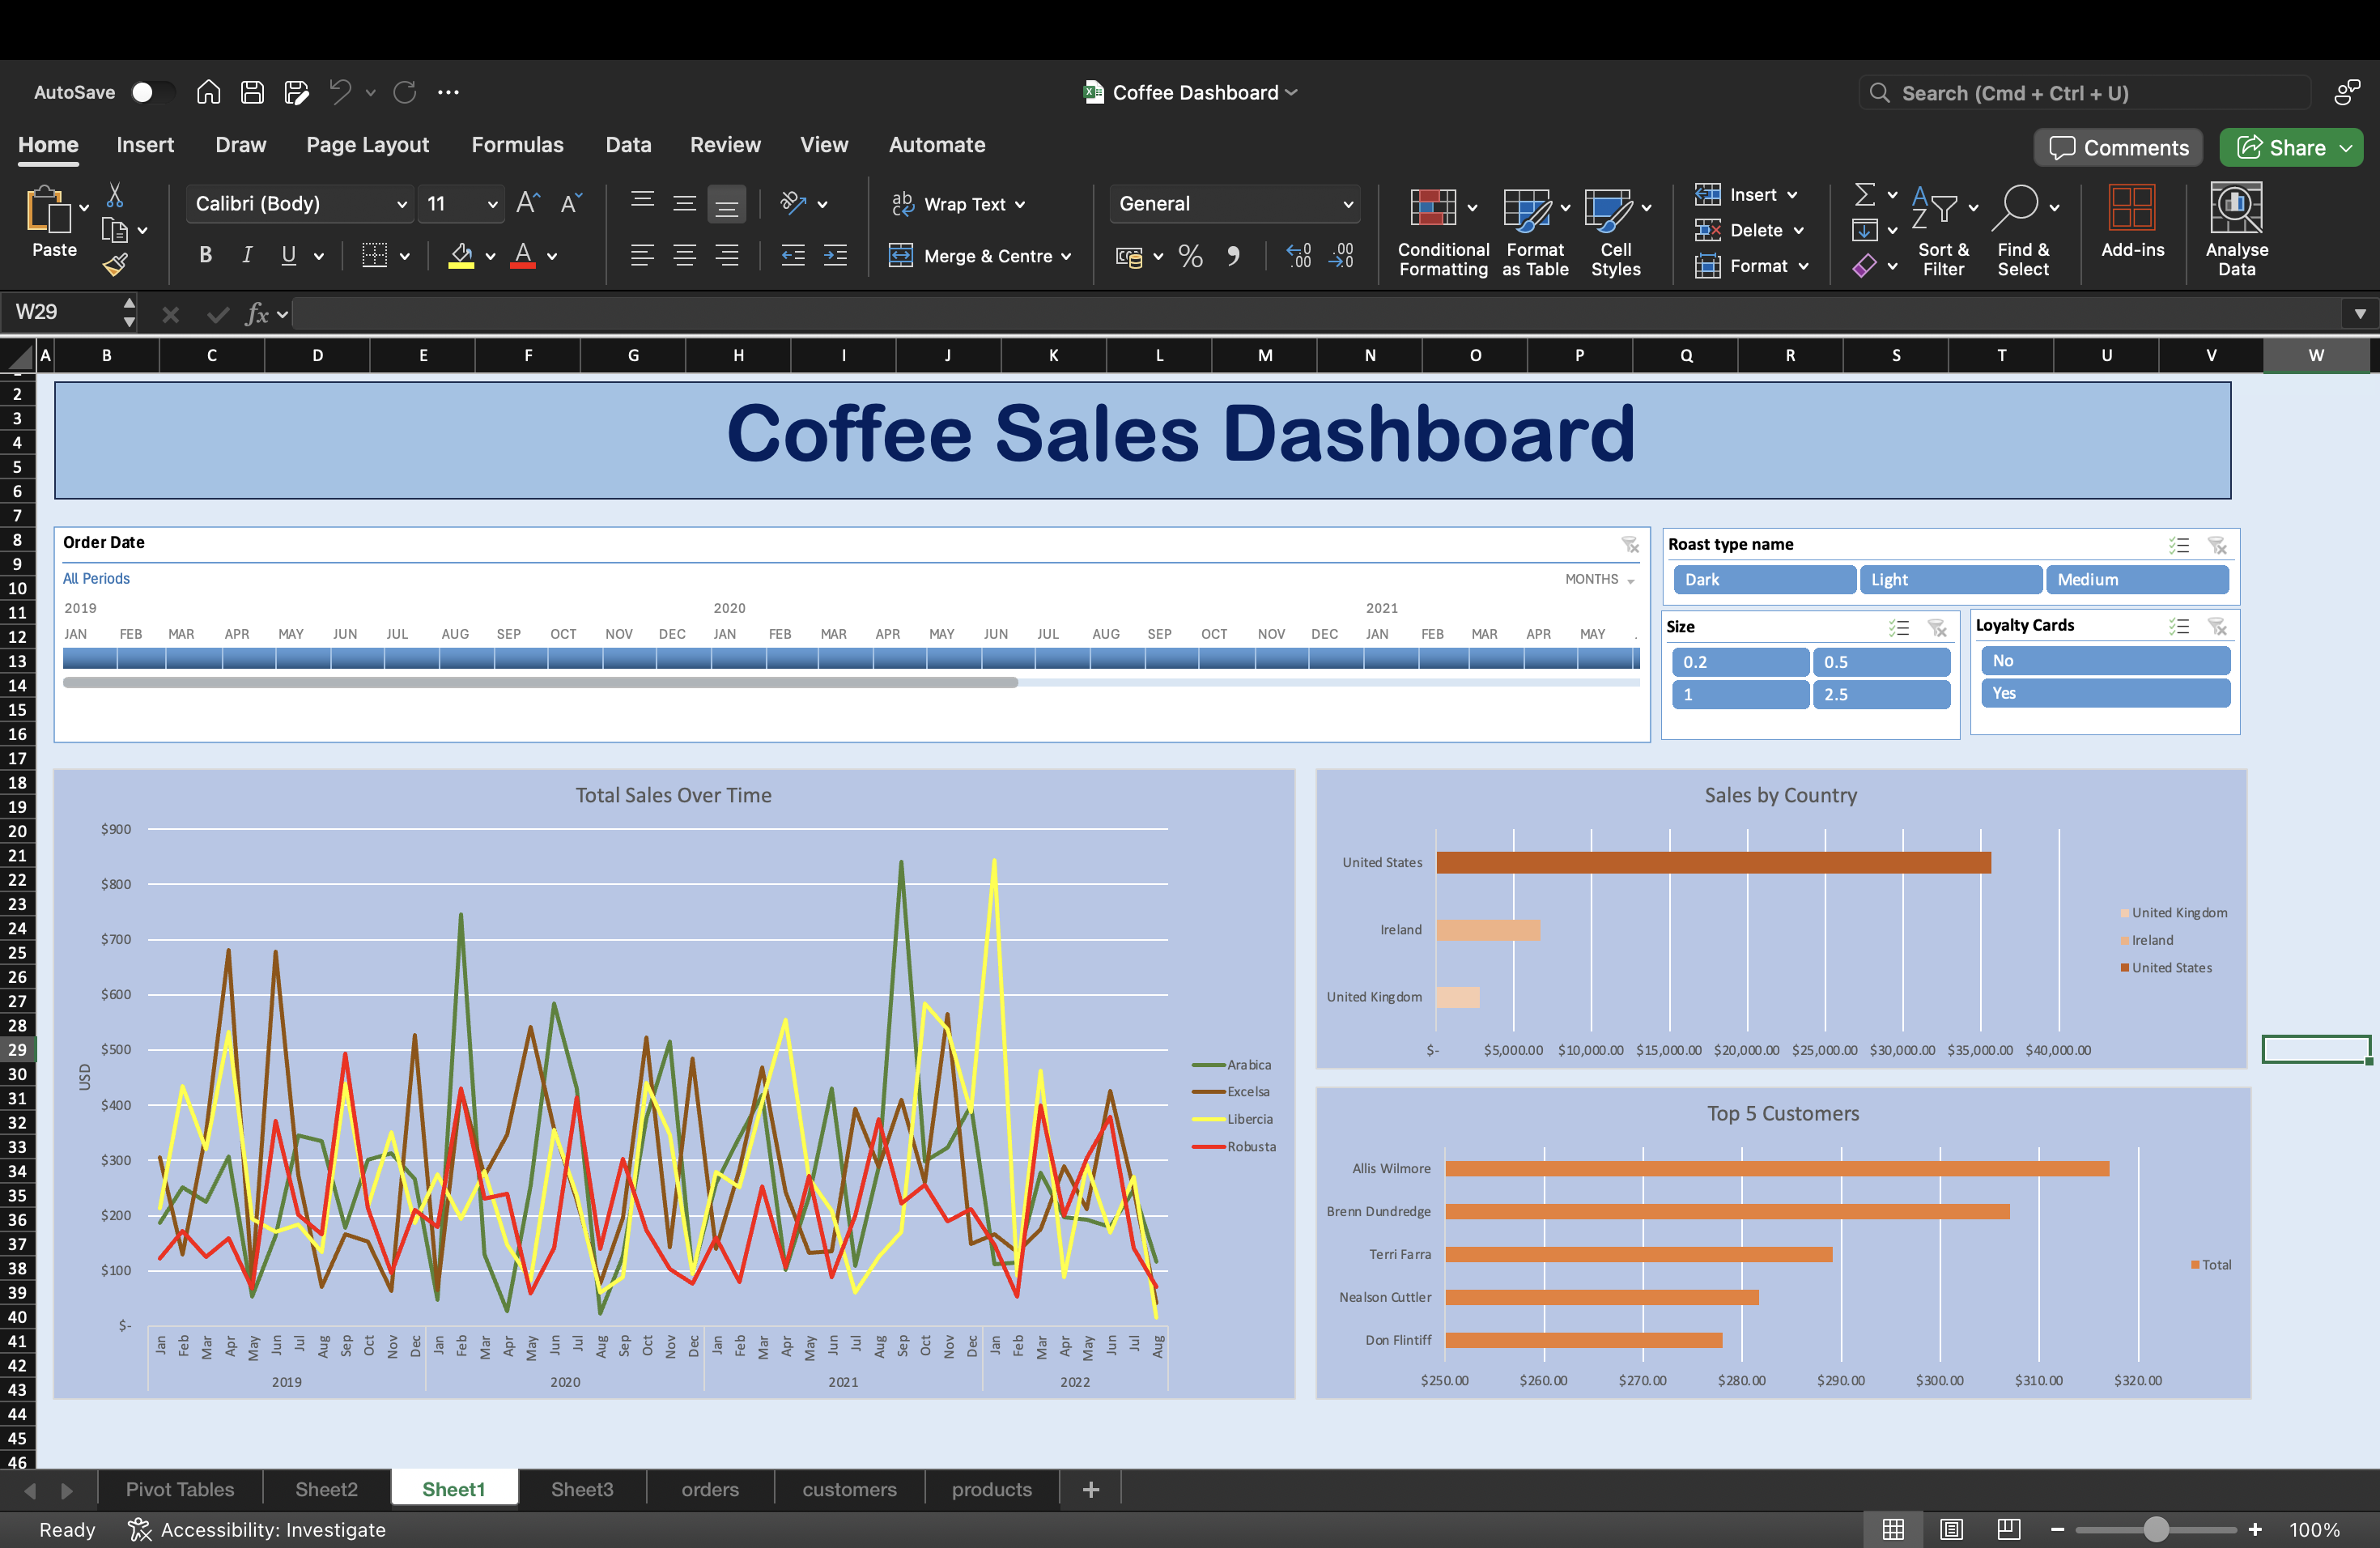 AutoSave
Coffee Dashboard
Search (Cmd + Ctrl + U)
Home Insert Draw Page Layout Formulas Data Review View Automate
Comments Share
Paste
Calibri (Body) 11
B I U
Wrap Text
Merge & Centre
General
Conditional Formatting
Format as Table
Cell Styles
Insert
Delete
Format
Sort & Filter
Find & Select
Add-ins
Analyse Data
W29 fx
A B C D E F G H I J K L M N O P Q R S T U V W
2
3
4
5
6
7
8
9
10
11
12
13
14
15
16
17
18
19
20
21
22
23
24
25
26
27
28
29
30
31
32
33
34
35
36
37
38
39
40
41
42
43
44
45
46
Coffee Sales Dashboard
Order Date
All Periods MONTHS
2019 2020 2021
JAN FEB MAR APR MAY JUN JUL AUG SEP OCT NOV DEC JAN FEB MAR APR MAY JUN JUL AUG SEP OCT NOV DEC JAN FEB MAR APR MAY
Roast type name
Dark Light Medium
Size
0.2 0.5
1 2.5
Loyalty Cards
No
Yes
Total Sales Over Time
$900
$800
$700
$600
$500
$400
$300
$200
$100
$-
USD
Jan Feb Mar Apr May Jun Jul Aug Sep Oct Nov Dec Jan Feb Mar Apr May Jun Jul Aug Sep Oct Nov Dec Jan Feb Mar Apr May Jun Jul Aug Sep Oct Nov Dec Jan Feb Mar Apr May Jun Jul Aug
2019 2020 2021 2022
Arabica
Excelsa
Libercia
Robusta
Sales by Country
United States
Ireland
United Kingdom
$- $5,000.00 $10,000.00 $15,000.00 $20,000.00 $25,000.00 $30,000.00 $35,000.00 $40,000.00
United Kingdom
Ireland
United States
Top 5 Customers
Allis Wilmore
Brenn Dundredge
Terri Farra
Nealson Cuttler
Don Flintiff
$250.00 $260.00 $270.00 $280.00 $290.00 $300.00 $310.00 $320.00
Total
Pivot Tables Sheet2 Sheet1 Sheet3 orders customers products
Ready Accessibility: Investigate 100%